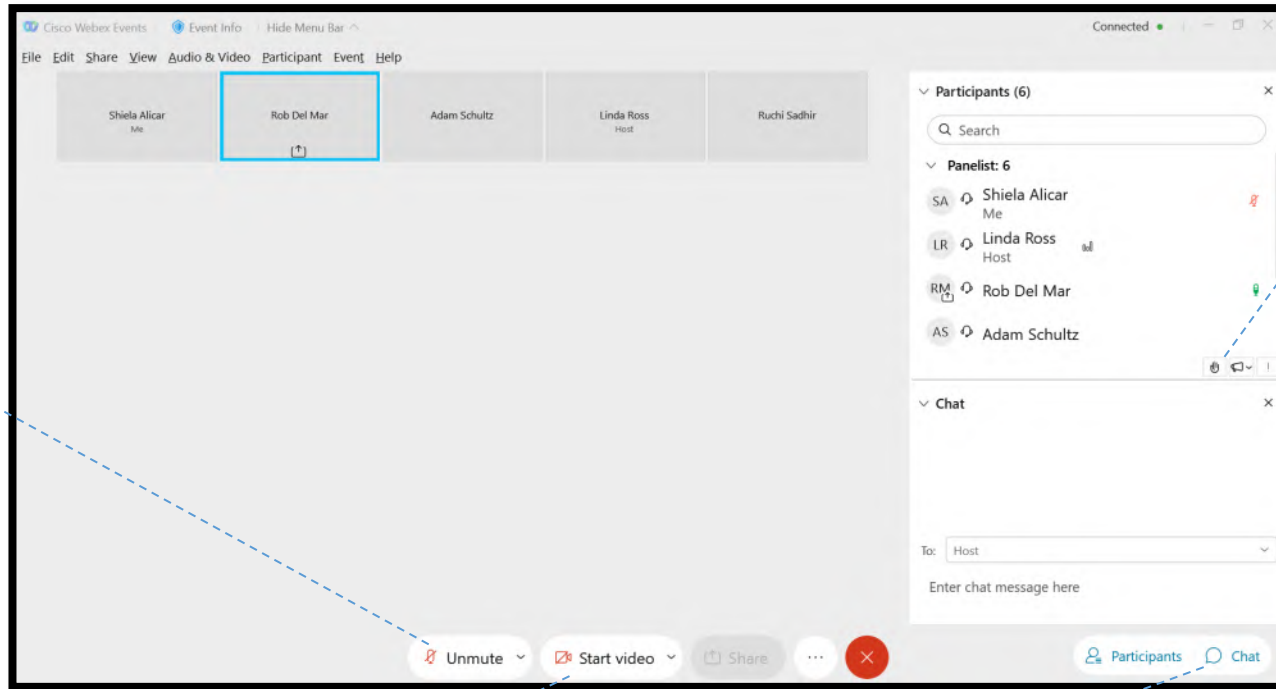 Cisco Webex Events Event Info Hide Menu Bar
Connected
File Edit Share View Audio & Video Participant Event Help
Shiela Alicar
Me
Rob Del Mar
Adam Schultz
Linda Ross
Host
Ruchi Sadhir
Participants (6)
Search
Panelist: 6
SA Shiela Alicar
Me
LR Linda Ross
Host
RM Rob Del Mar
AS Adam Schultz
Chat
To: Host
Enter chat message here
Unmute Start video Share ...
Participants Chat